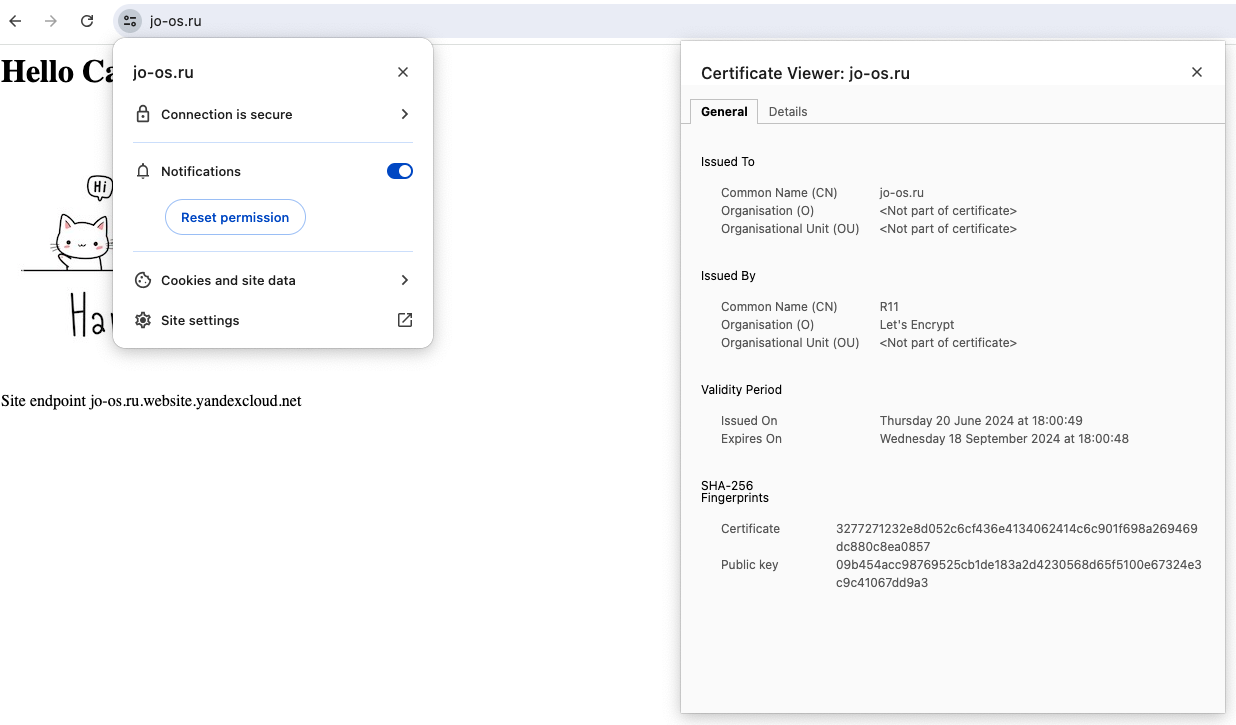 jo-os.ru
Hello
jo-os.ru
Connection is secure
Notifications
Reset permission
Cookies and site data
Site settings
Hi
Site endpoint jo-os.ru.website.yandexcloud.net
Certificate Viewer: jo-os.ru
General Details
Issued To
Common Name (CN) jo-os.ru
Organisation (O) <Not part of certificate>
Organisational Unit (OU) <Not part of certificate>
Issued By
Common Name (CN) R11
Organisation (O) Let's Encrypt
Organisational Unit (OU) <Not part of certificate>
Validity Period
Issued On Thursday 20 June 2024 at 18:00:49
Expires On Wednesday 18 September 2024 at 18:00:48
SHA-256
Fingerprints
Certificate 3277271232e8d052c6cf436e4134062414c6c901f698a269469
dc880c8ea0857
Public key 09b454acc98769525cb1de183a2d4230568d65f5100e67324e3
c9c41067dd9a3